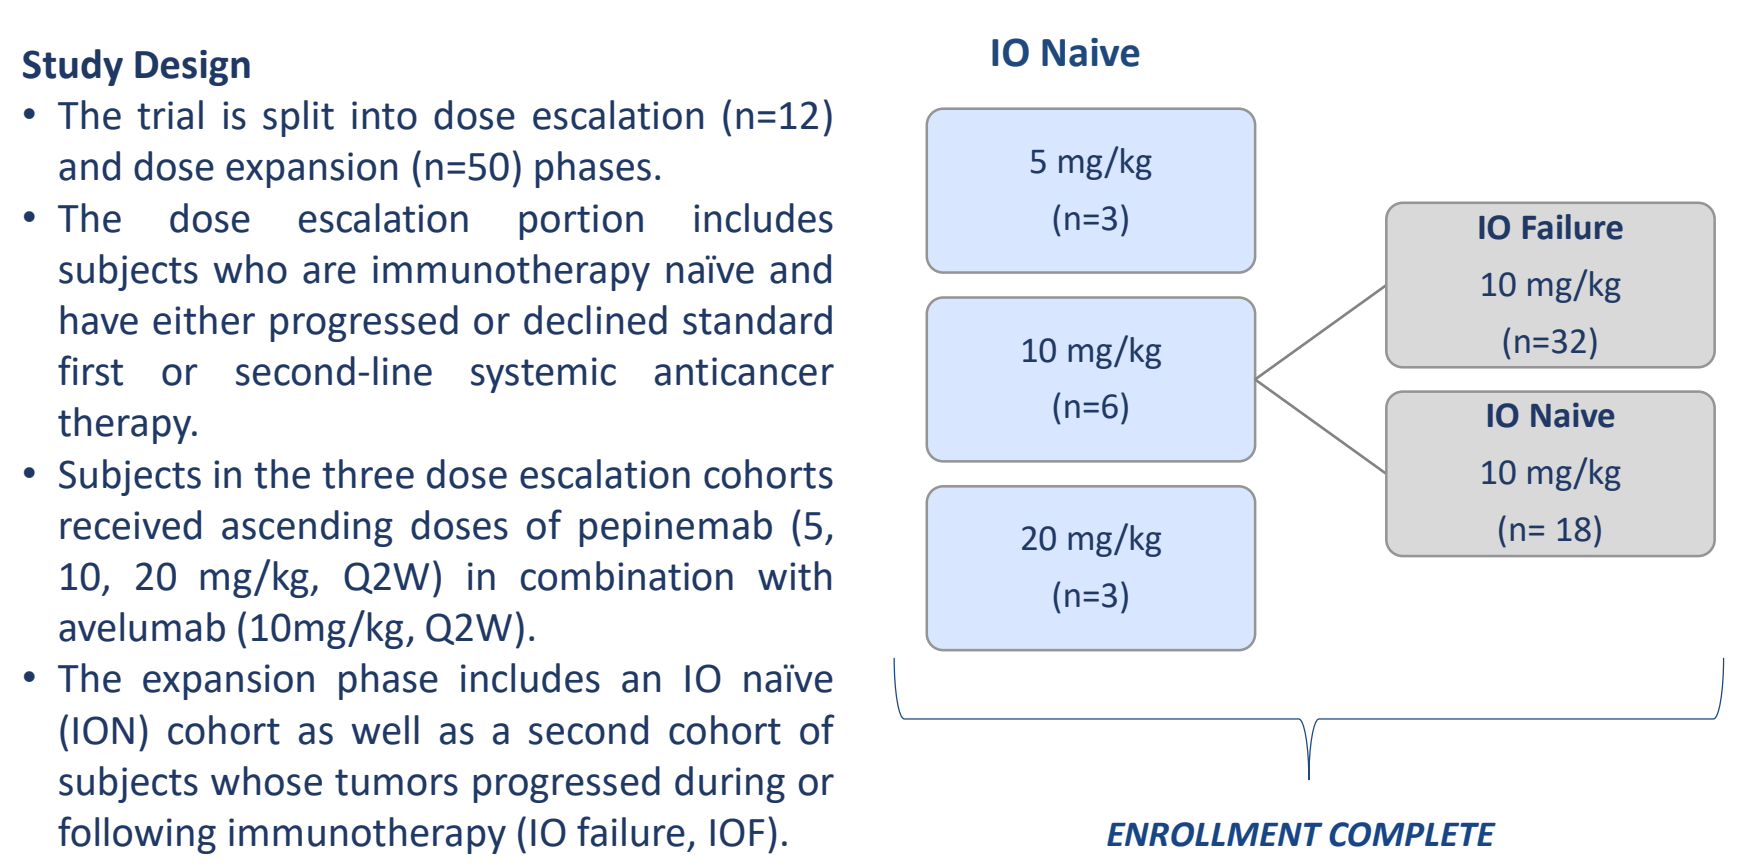 Study Design
• The trial is split into dose escalation (n=12)
and dose expansion (n=50) phases.
• The dose escalation portion includes
subjects who are immunotherapy naïve and
have either progressed or declined standard
first or second-line systemic anticancer
therapy.
• Subjects in the three dose escalation cohorts
received ascending doses of pepinemab (5,
10, 20 mg/kg, Q2W) in combination with
avelumab (10mg/kg, Q2W).
• The expansion phase includes an IO naïve
(ION) cohort as well as a second cohort of
subjects whose tumors progressed during or
following immunotherapy (IO failure, IOF).
IO Naive
5 mg/kg
(n=3)
10 mg/kg
(n=6)
20 mg/kg
(n=3)
IO Failure
10 mg/kg
(n=32)
IO Naive
10 mg/kg
(n= 18)
ENROLLMENT COMPLETE